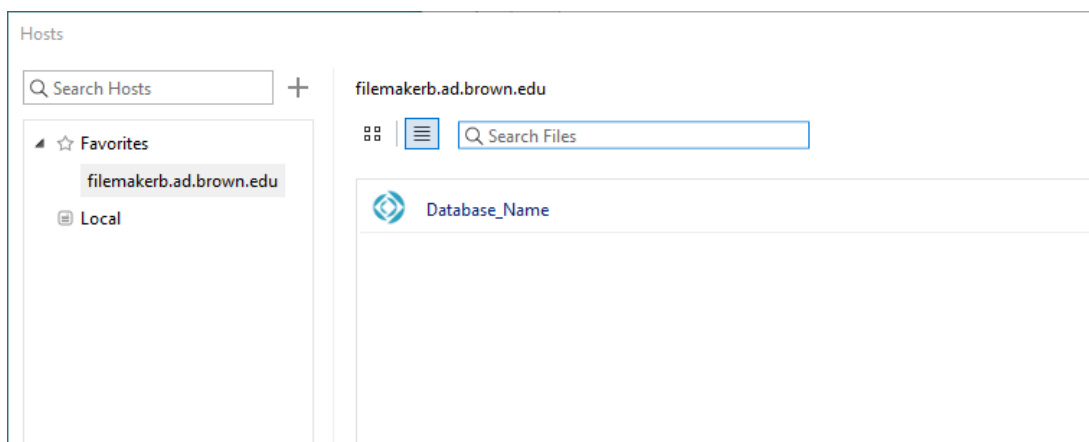 Hosts
Search Hosts
Favorites
filemakerb.ad.brown.edu
Local
filemakerb.ad.brown.edu
Search Files
Database_Name